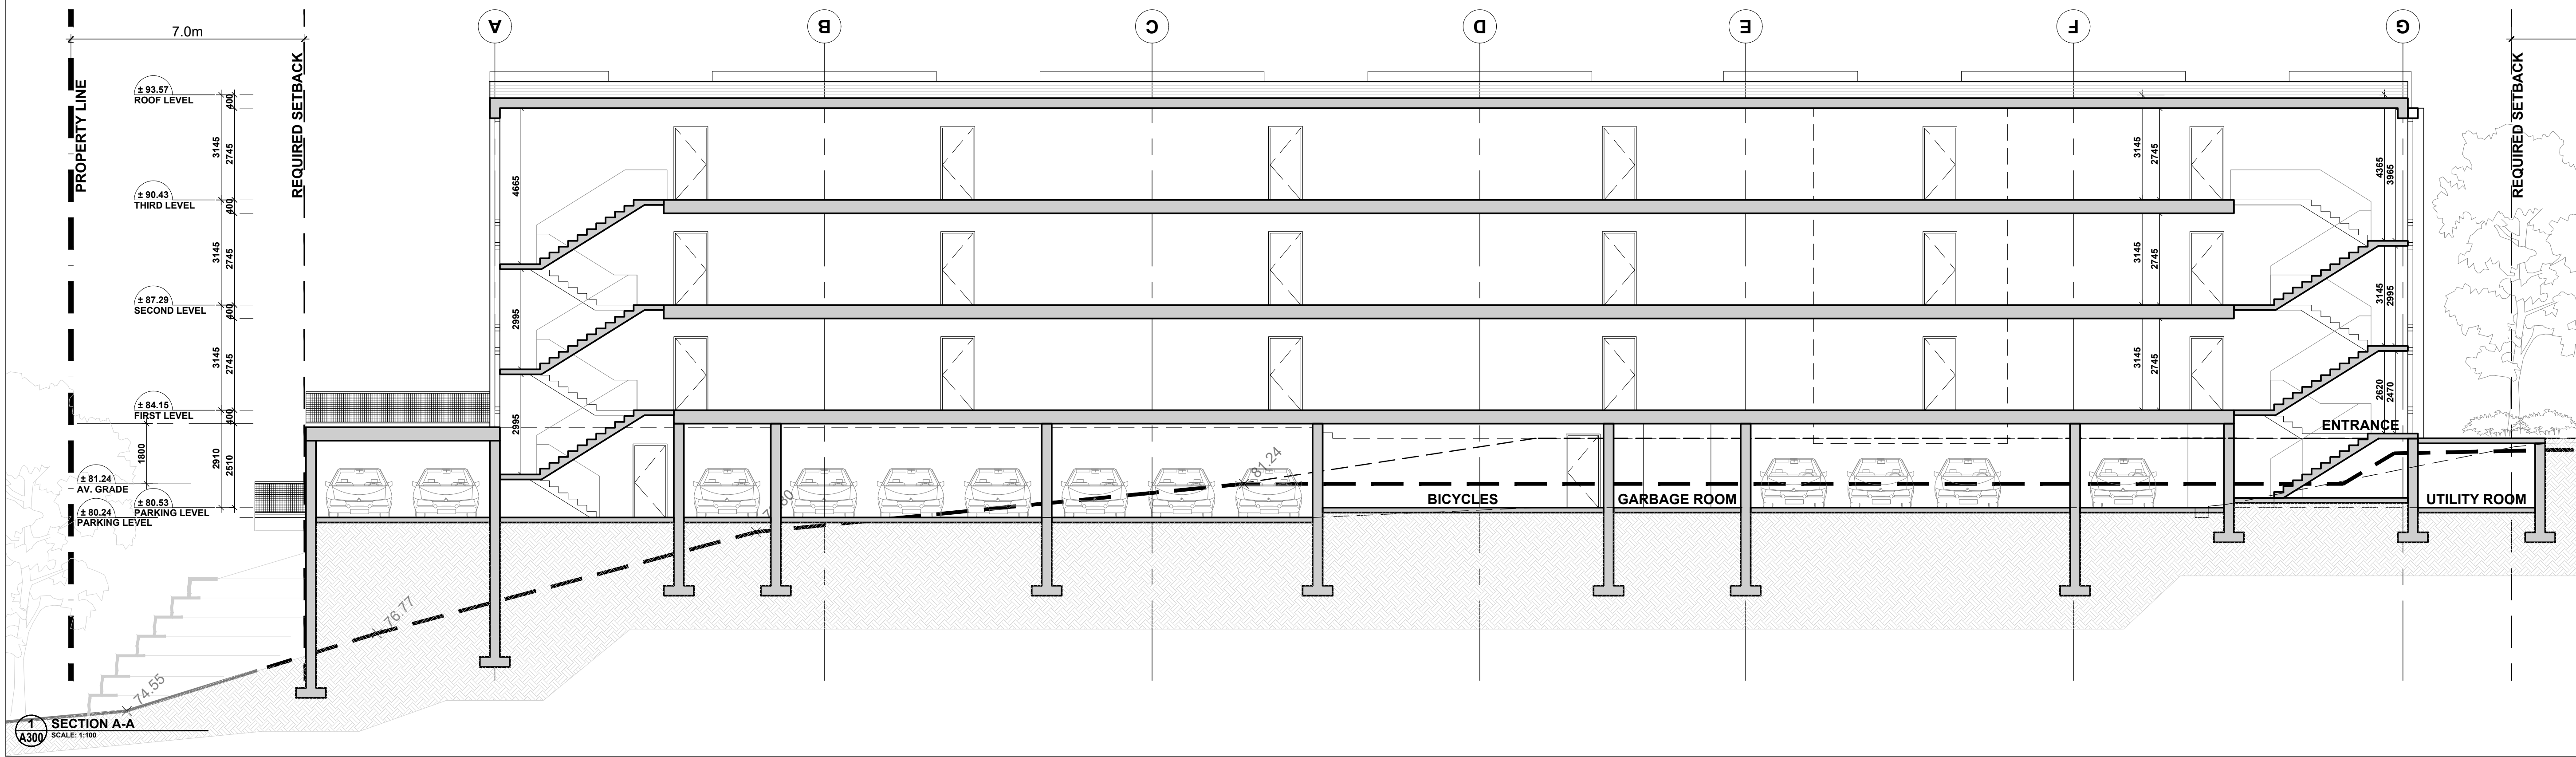 A
B
C
D
E
F
G
7.0m
PROPERTY LINE
REQUIRED SETBACK
REQUIRED SETBACK
± 93.57
ROOF LEVEL
400
3145
2745
± 90.43
THIRD LEVEL
400
3145
2745
± 87.29
SECOND LEVEL
400
3145
2745
± 84.15
FIRST LEVEL
400
1800
2910
2510
± 81.24
AV. GRADE
± 80.53
PARKING LEVEL
± 80.24
PARKING LEVEL
4665
2995
2995
3145
2745
3145
2745
3145
2745
4365
3965
3145
2995
2620
2470
ENTRANCE
81.24
BICYCLES
GARBAGE ROOM
UTILITY ROOM
76.77
74.55
1
A300
SECTION A-A
SCALE: 1:100